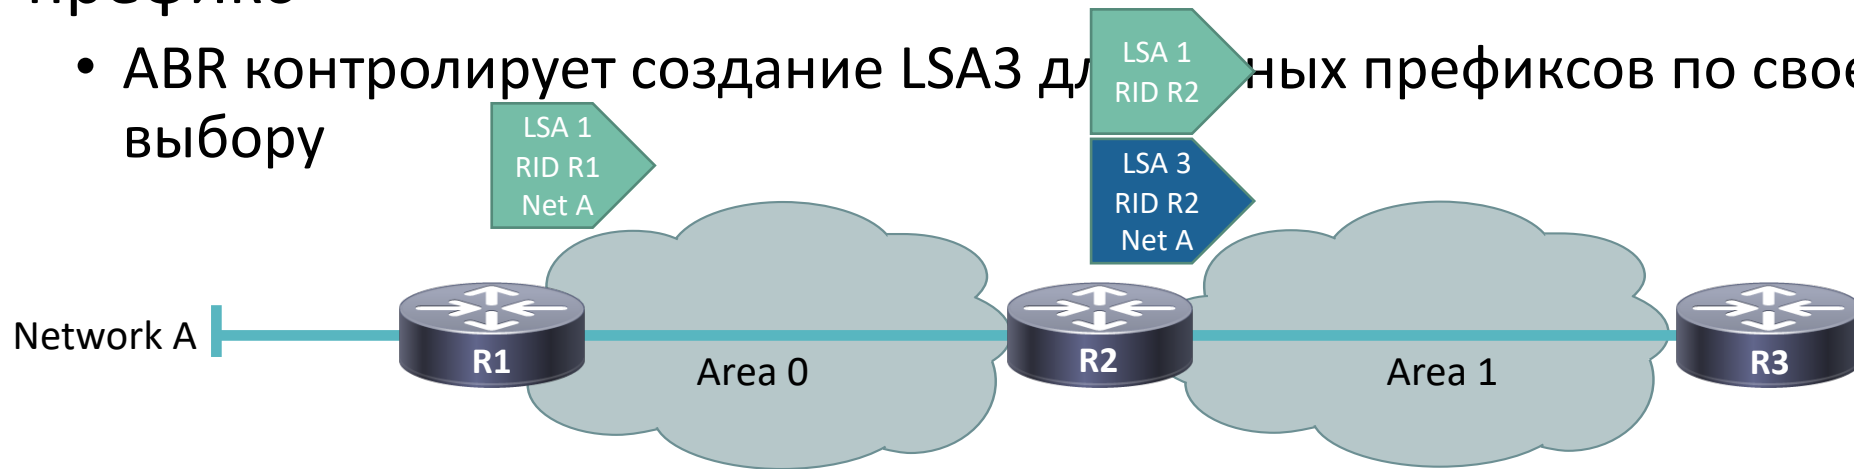 • ABR контролирует создание LSA3 для ных префиксов по свое
выбору
LSA 1
RID R1
Net A
LSA 1
RID R2
LSA 3
RID R2
Net A
Network A
R1
Area 0
R2
Area 1
R3